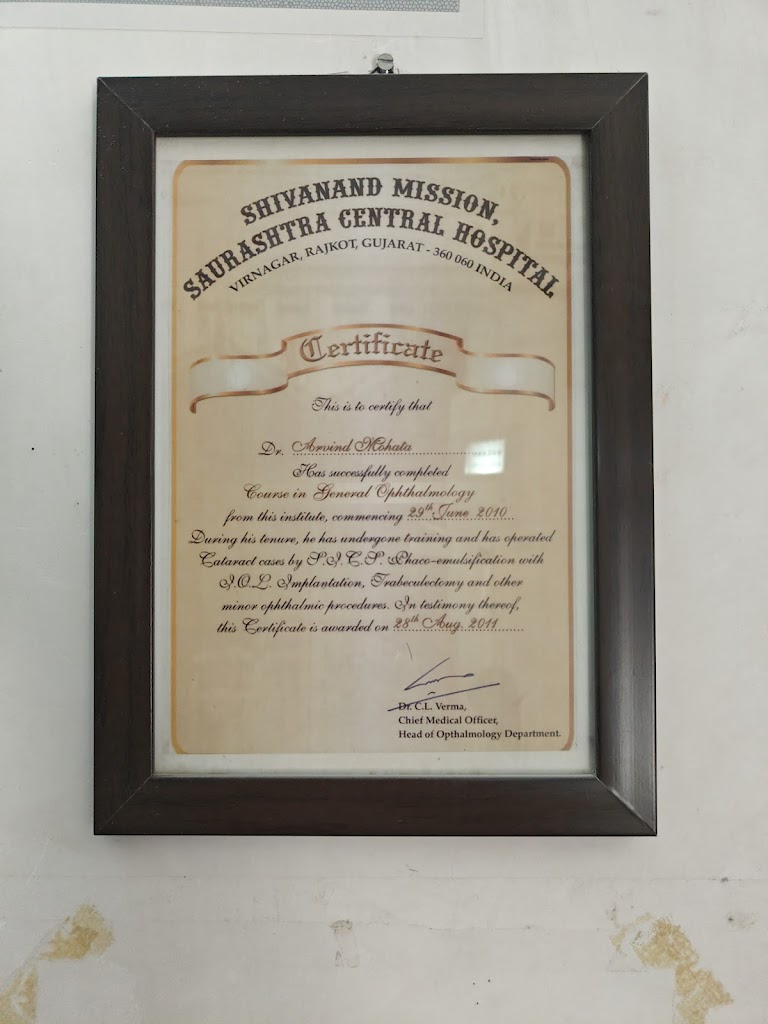 SHIVANAND MISSION,
SAURASHTRA CENTRAL HOSPITAL
VIRNAGAR, RAJKOT, GUJARAT - 360 060 INDIA
Certificate
This is to certify that
Dr. Arvind Mohata
Has successfully completed
Course in General Ophthalmology
from this institute, commencing 29th June 2010
During his tenure, he has undergone training and has operated
Cataract cases by S.I.C.S. Phaco-emulsification with
I.O.L. Implantation, Trabeculectomy and other
minor ophthalmic procedures. In testimony thereof,
this Certificate is awarded on 28th Aug. 2011
Dr. C.L. Verma,
Chief Medical Officer,
Head of Opthalmology Department.